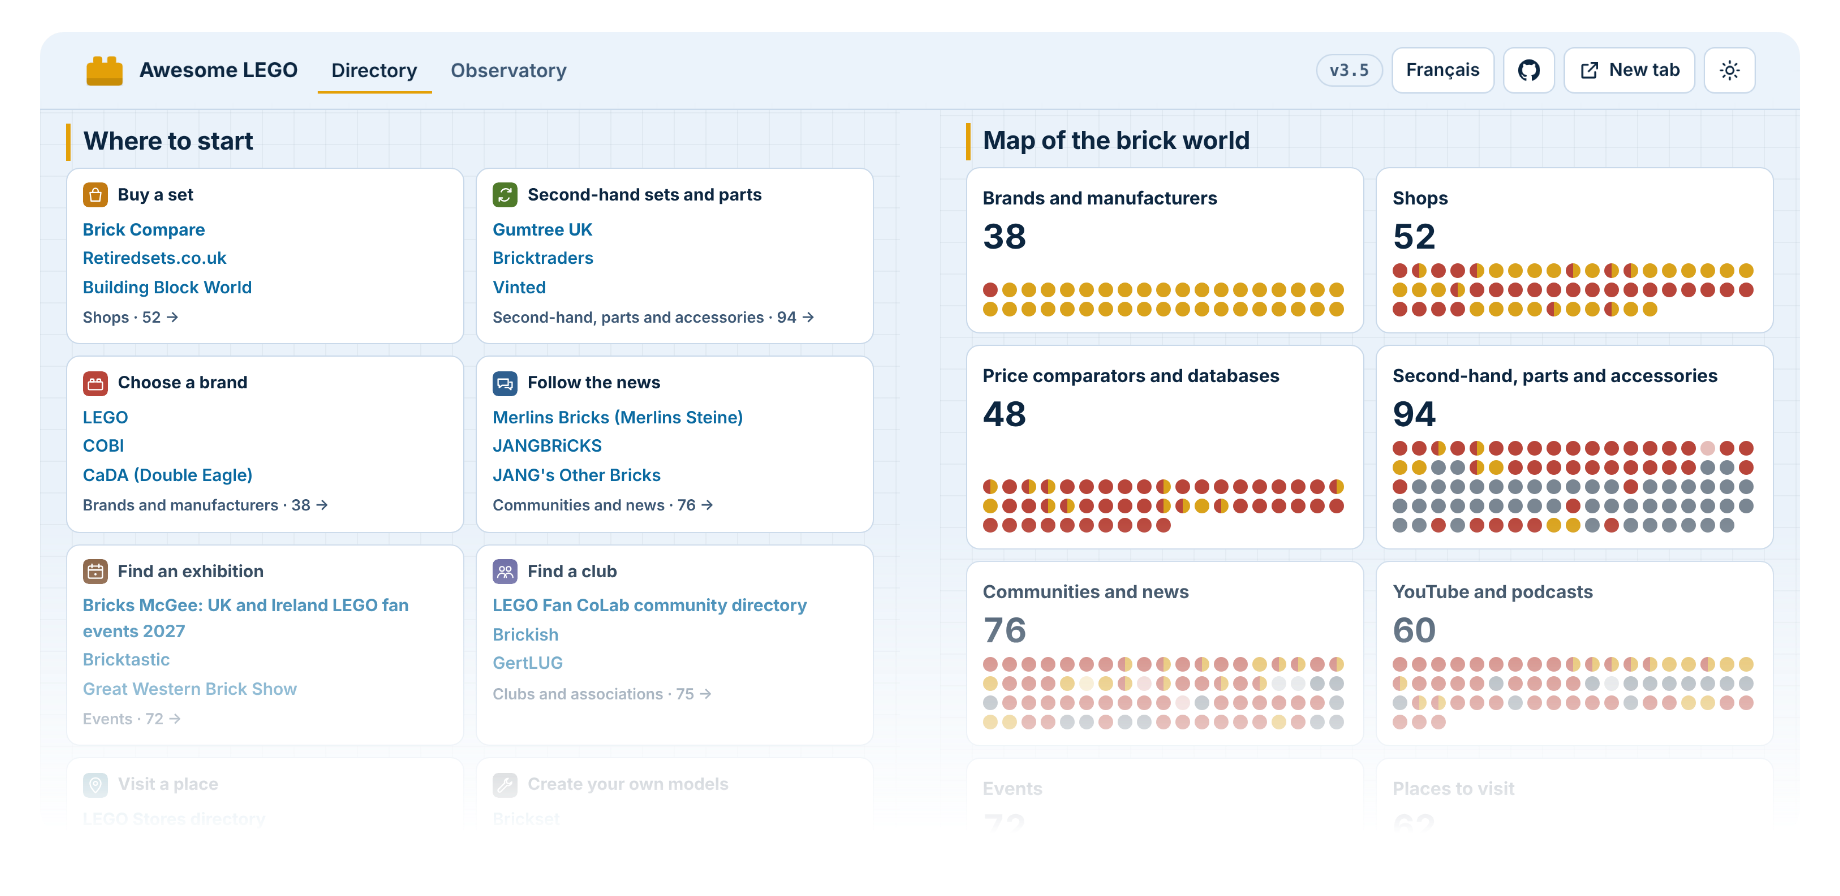 Awesome LEGO
Directory
Observatory
v3.5
Français
New tab
Where to start
Buy a set
Brick Compare
Retiredsets.co.uk
Building Block World
Shops · 52 →
Second-hand sets and parts
Gumtree UK
Bricktraders
Vinted
Second-hand, parts and accessories · 94 →
Choose a brand
LEGO
COBI
CaDA (Double Eagle)
Brands and manufacturers · 38 →
Follow the news
Merlins Bricks (Merlins Steine)
JANGBRiCKS
JANG's Other Bricks
Communities and news · 76 →
Find an exhibition
Bricks McGee: UK and Ireland LEGO fan
events 2027
Bricktastic
Great Western Brick Show
Events · 72 →
Find a club
LEGO Fan CoLab community directory
Brickish
GertLUG
Clubs and associations · 75 →
Visit a place
LEGO Stores directory
Create your own models
Brickset
Map of the brick world
Brands and manufacturers
38
Shops
52
Price comparators and databases
48
Second-hand, parts and accessories
94
Communities and news
76
YouTube and podcasts
60
Events
72
Places to visit
62